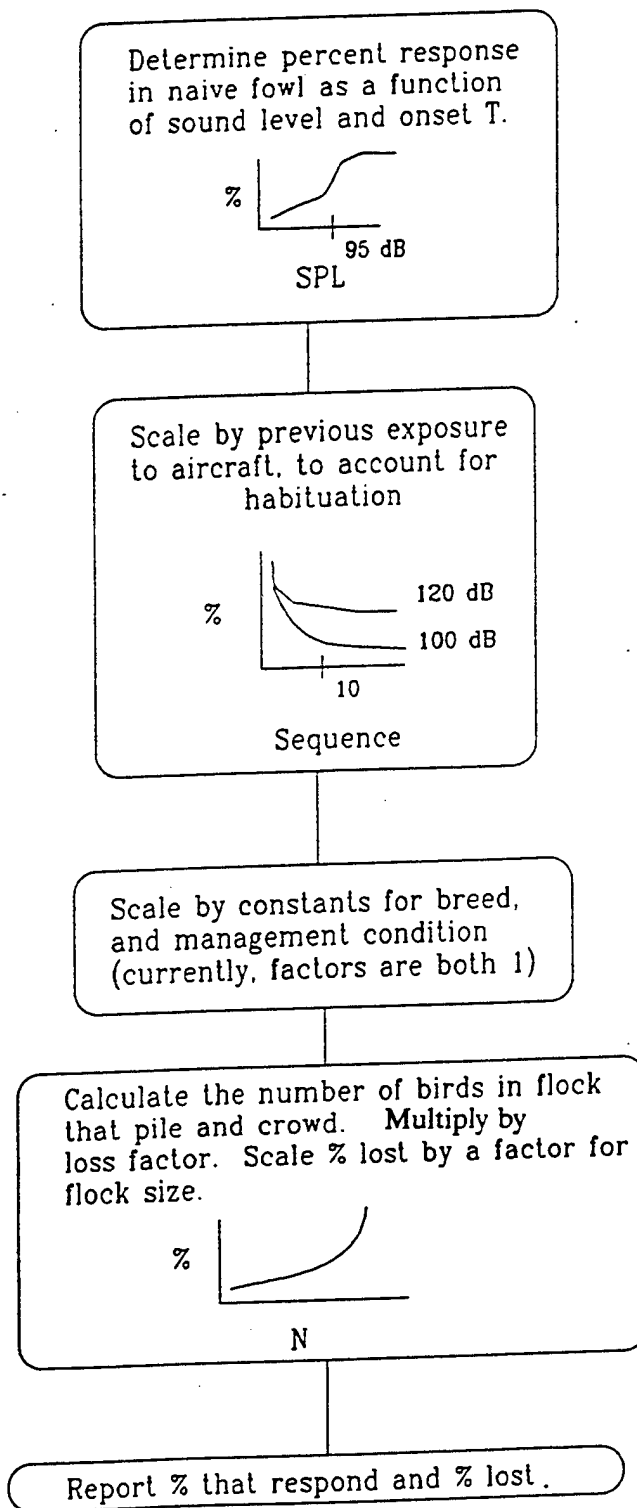 Determine percent response
in naive fowl as a function
of sound level and onset T.
%
95 dB
SPL
Scale by previous exposure
to aircraft, to account for
habituation
120 dB
%
100 dB
10
Sequence
Scale by constants for breed,
and management condition
(currently, factors are both 1)
Calculate the number of birds in flock
that pile and crowd. Multiply by
loss factor. Scale % lost by a factor for
flock size.
%
N
Report % that respond and % lost.